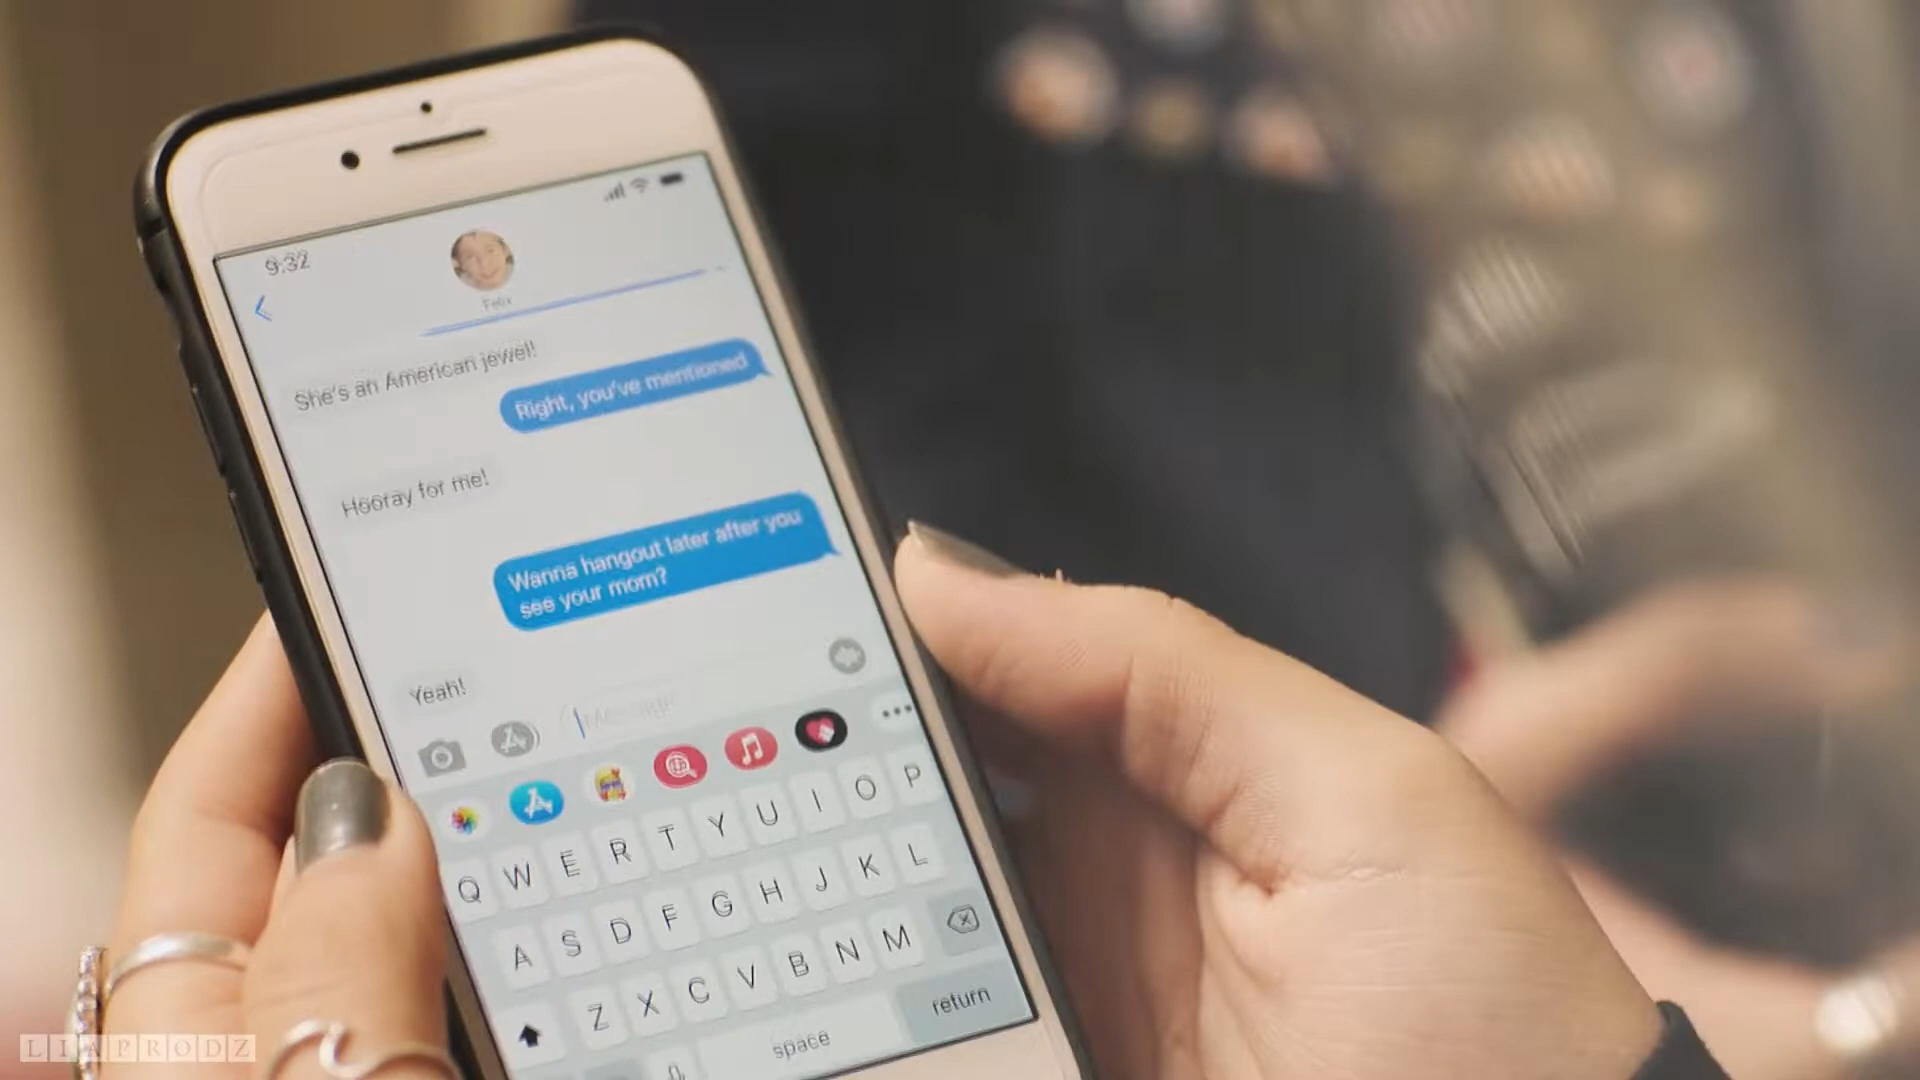 9:32
Felix
She's an American jewel!
Right, you've mentioned
Hooray for me!
Wanna hangout later after you
see your mom?
Yeah!
iMessage
Q W E R T Y U I O P
A S D F G H J K L
Z X C V B N M
space
return
LIAPRODZ